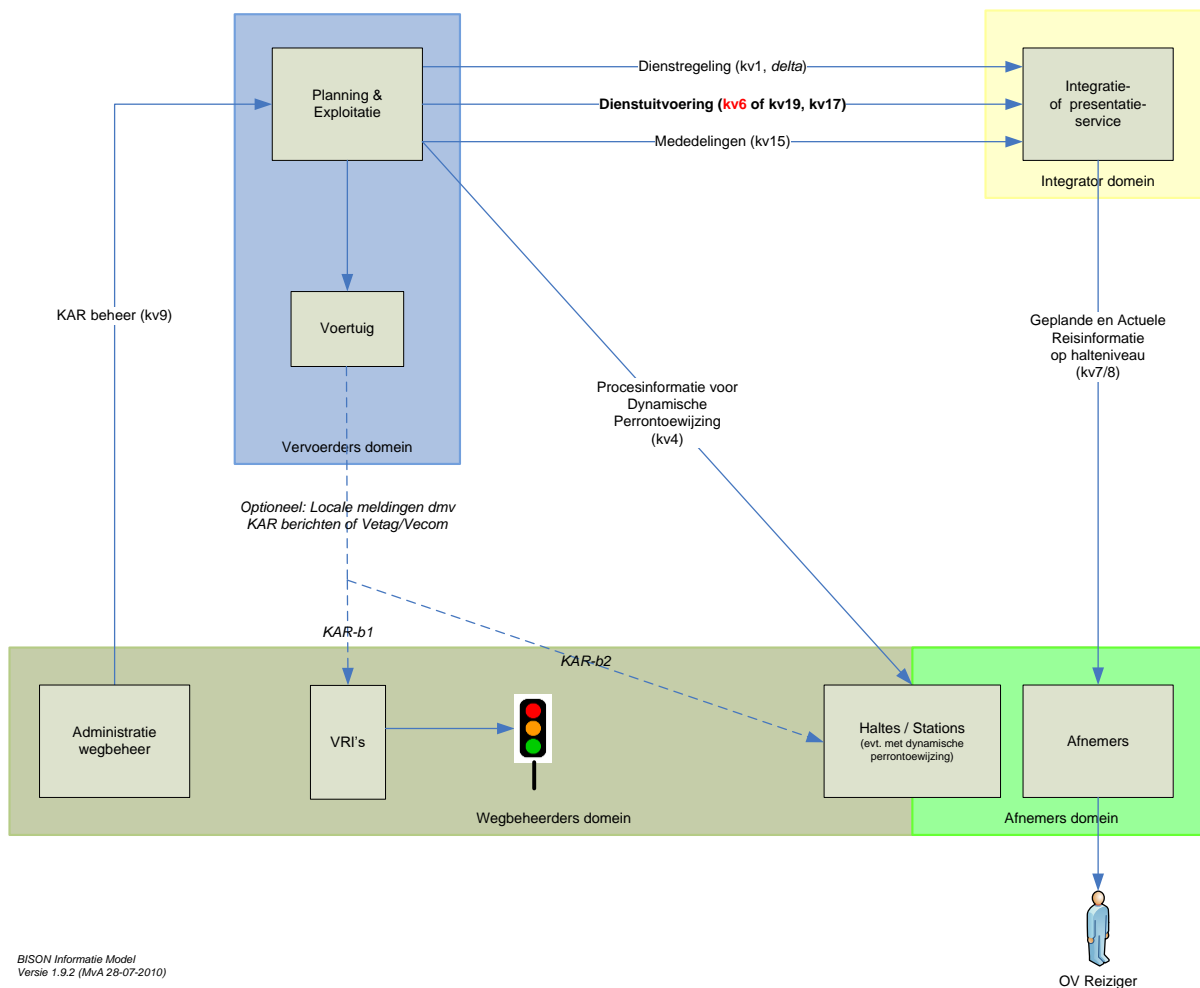 Planning &
Exploitatie
Dienstregeling (kv1, delta)
Dienstuitvoering (kv6 of kv19, kv17)
Mededelingen (kv15)
Integratie-
of presentatie-
service
Integrator domein
KAR beheer (kv9)
Voertuig
Vervoerders domein
Geplande en Actuele
Reisinformatie
op halteniveau
(kv7/8)
Procesinformatie voor
Dynamische
Perrontoewijzing
(kv4)
Optioneel: Locale meldingen dmv
KAR berichten of Vetag/Vecom
KAR-b1
KAR-b2
Administratie
wegbeheer
VRI's
Haltes / Stations
(evt. met dynamische
perrontoewijzing)
Afnemers
Wegbeheerders domein
Afnemers domein
BISON Informatie Model
Versie 1.9.2 (MvA 28-07-2010)
OV Reiziger